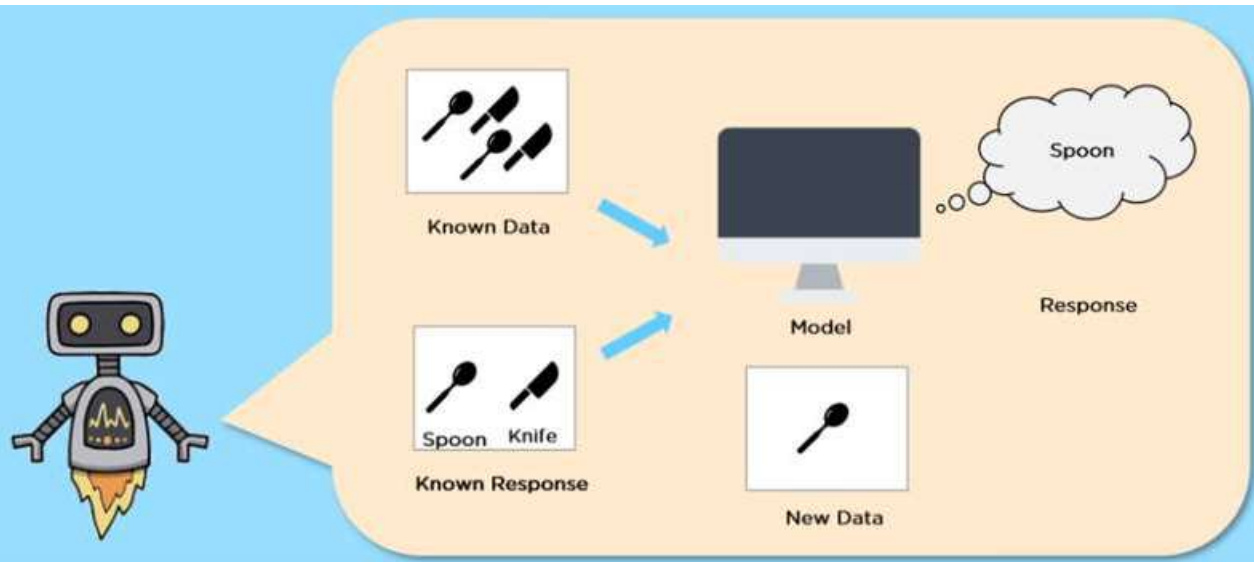 Known Data
Spoon Knife
Known Response
Model
New Data
Spoon
Response